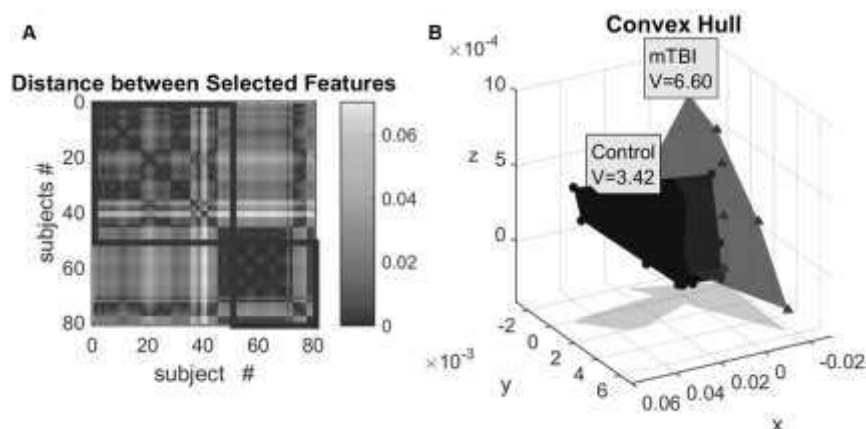 A
Distance between Selected Features
0
20
40
60
80
subjects #
0 20 40 60 80
subject #
0.06
0.04
0.02
0
B
Convex Hull
×10-4
mTBI
V=6.60
Control
V=3.42
10
5
0
z
-2
0
2
4
6
×10-3
y
0.06 0.04 0.02 0 -0.02
x